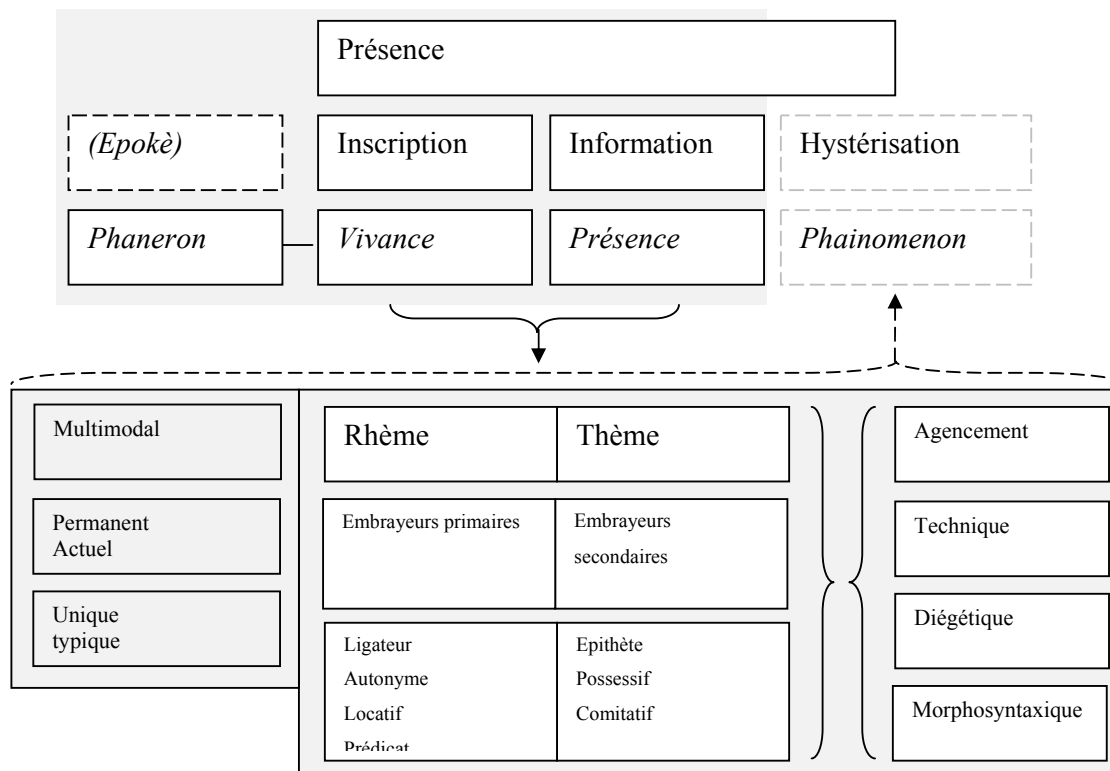 Présence
(Epokè)
Inscription
Information
Hystérisation
Phaneron
Vivance
Présence
Phainomenon
Multimodal
Permanent
Actuel
Unique
typique
Rhème
Thème
Embrayeurs primaires
Embrayeurs
secondaires
Ligateur
Autonyme
Locatif
Prédicat
Epithète
Possessif
Comitatif
Agencement
Technique
Diégétique
Morphosyntaxique